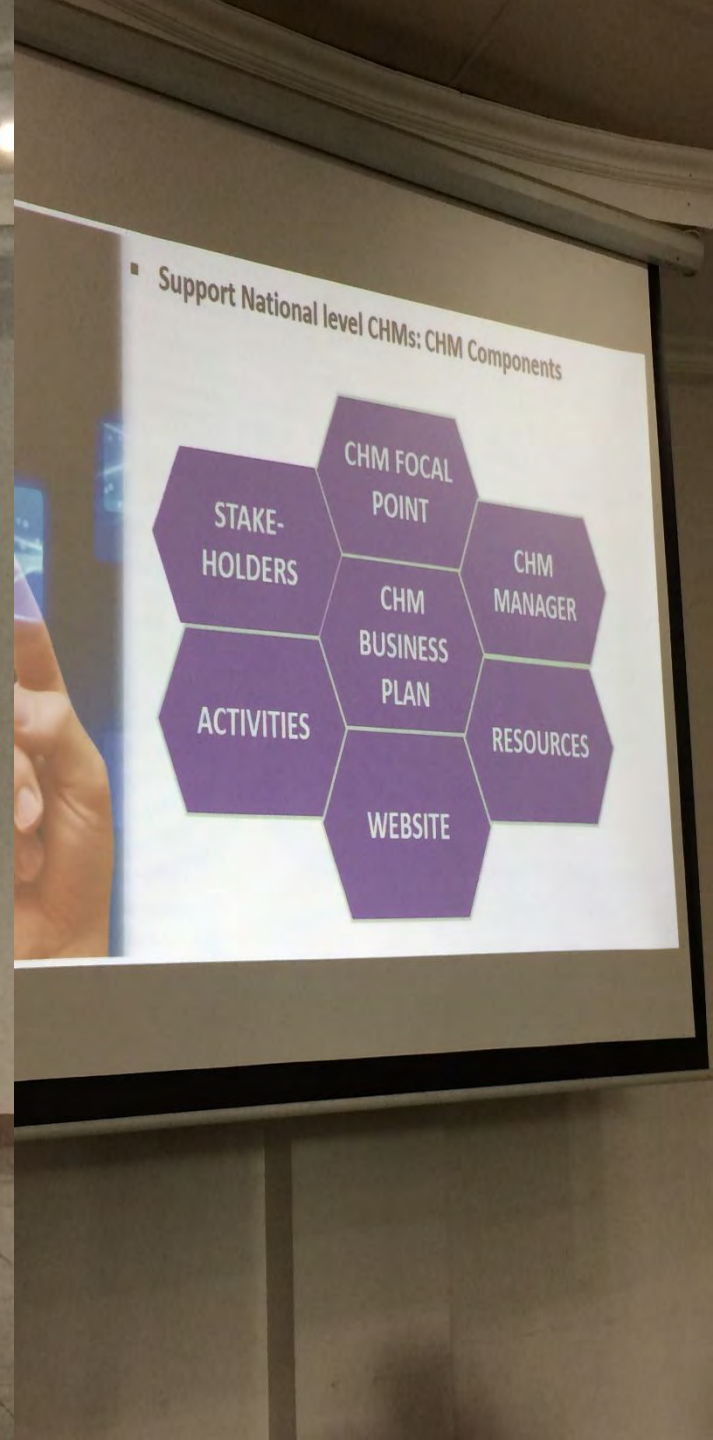 ▪ Support National level CHMs: CHM Components
CHM FOCAL
POINT
STAKE-
HOLDERS
CHM
MANAGER
CHM
BUSINESS
PLAN
ACTIVITIES
RESOURCES
WEBSITE